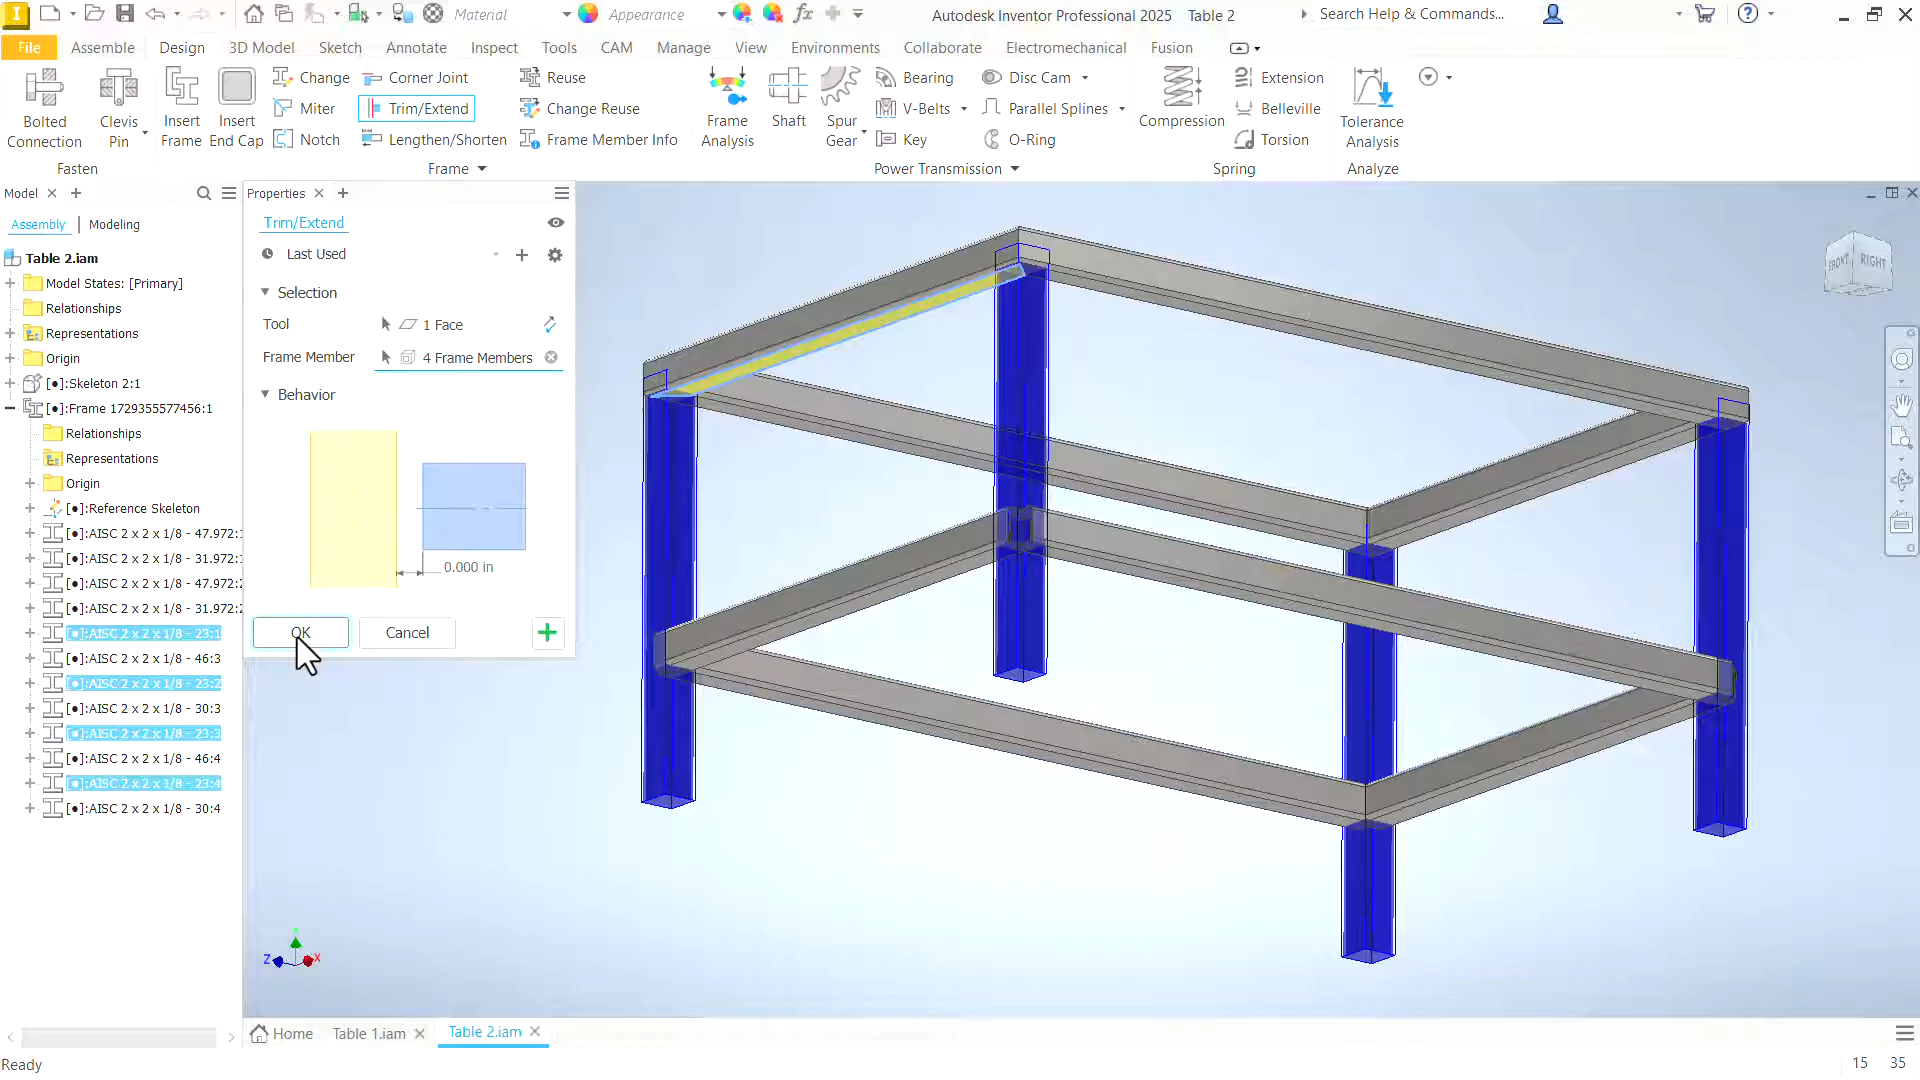 Material
Appearance
fx
Autodesk Inventor Professional 2025
Table 2
Search Help & Commands...
File
Assemble
Design
3D Model
Sketch
Annotate
Inspect
Tools
CAM
Manage
View
Environments
Collaborate
Electromechanical
Fusion
Bolted Connection
Clevis Pin
Insert Frame
Insert End Cap
Change
Miter
Notch
Corner Joint
Trim/Extend
Lengthen/Shorten
Reuse
Change Reuse
Frame Member Info
Frame Analysis
Shaft
Spur Gear
Bearing
V-Belts
Key
Disc Cam
Parallel Splines
O-Ring
Compression
Extension
Belleville
Torsion
Tolerance Analysis
Fasten
Frame
Power Transmission
Spring
Analyze
Model
Assembly
Modeling
Table 2.iam
Model States: [Primary]
Relationships
Representations
Origin
[●]:Skeleton 2:1
[●]:Frame 1729355577456:1
Relationships
Representations
Origin
[●]:Reference Skeleton
[●]:AISC 2 x 2 x 1/8 - 47.972:1
[●]:AISC 2 x 2 x 1/8 - 31.972:1
[●]:AISC 2 x 2 x 1/8 - 47.972:2
[●]:AISC 2 x 2 x 1/8 - 31.972:2
[●]:AISC 2 x 2 x 1/8 - 23:1
[●]:AISC 2 x 2 x 1/8 - 46:3
[●]:AISC 2 x 2 x 1/8 - 23:2
[●]:AISC 2 x 2 x 1/8 - 30:3
[●]:AISC 2 x 2 x 1/8 - 23:3
[●]:AISC 2 x 2 x 1/8 - 46:4
[●]:AISC 2 x 2 x 1/8 - 23:4
[●]:AISC 2 x 2 x 1/8 - 30:4
Properties
Trim/Extend
Last Used
Selection
Tool
1 Face
Frame Member
4 Frame Members
Behavior
0.000 in
OK
Cancel
FRONT
RIGHT
Z
X
Home
Table 1.iam
Table 2.iam
Ready
15
35